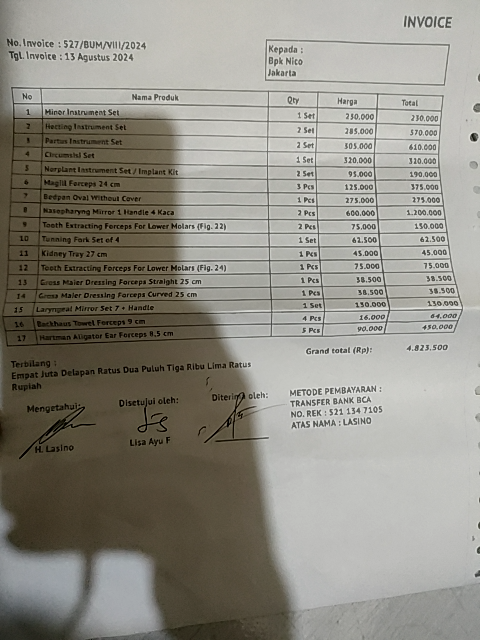 INVOICE
No. Invoice : 527/BUM/VIII/2024
Tgl. Invoice : 13 Agustus 2024
Kepada :
Bpk Nico
Jakarta
No Nama Produk Qty Harga Total
1 Minor Instrument Set 1 Set 230.000 230.000
2 Hecting Instrument Set 2 Set 285.000 570.000
3 Partus Instrument Set 2 Set 305.000 610.000
4 Circumsisi Set 1 Set 320.000 320.000
5 Norplant Instrument Set / Implant Kit 2 Set 95.000 190.000
6 Magill Forceps 24 cm 3 Pcs 125.000 375.000
7 Bedpan Oval Without Cover 1 Pcs 275.000 275.000
8 Nasopharyng Mirror 1 Handle 4 Kaca 2 Pcs 600.000 1.200.000
9 Tooth Extracting Forceps For Lower Molars (Fig. 22) 2 Pcs 75.000 150.000
10 Tunning Fork Set of 4 1 Set 62.500 62.500
11 Kidney Tray 27 cm 1 Pcs 45.000 45.000
12 Tooth Extracting Forceps For Lower Molars (Fig. 24) 1 Pcs 75.000 75.000
13 Gross Maier Dressing Forceps Straight 25 cm 1 Pcs 38.500 38.500
14 Gross Maier Dressing Forceps Curved 25 cm 1 Pcs 38.500 38.500
15 Laryngeal Mirror Set 7 + Handle 1 Set 130.000 130.000
16 Backhaus Towel Forceps 9 cm 4 Pcs 16.000 64.000
17 Hartman Aligator Ear Forceps 8,5 cm 5 Pcs 90.000 450.000
Grand total (Rp): 4.823.500
Terbilang :
Empat Juta Delapan Ratus Dua Puluh Tiga Ribu Lima Ratus
Rupiah
Mengetahui: Disetujui oleh: Diterima oleh:
H. Lasino Lisa Ayu F
METODE PEMBAYARAN :
TRANSFER BANK BCA
NO. REK : 521 134 7105
ATAS NAMA : LASINO